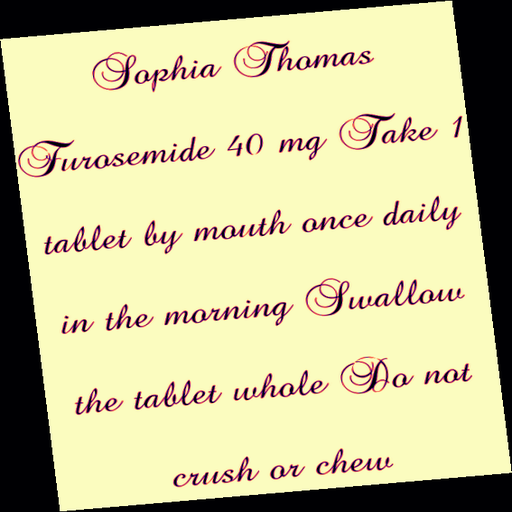 Sophia Thomas
Furosemide 40 mg Take 1
tablet by mouth once daily
in the morning Swallow
the tablet whole Do not
crush or chew